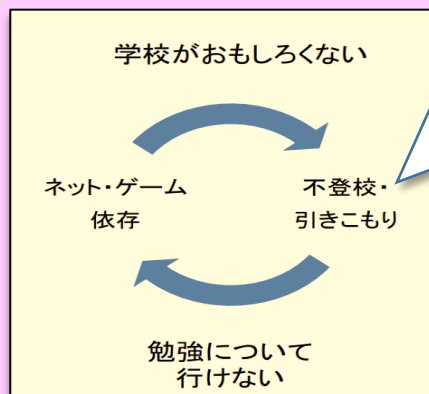 学校がおもしろくない
ネット・ゲーム
依存
不登校・
引きこもり
勉強について
行けない